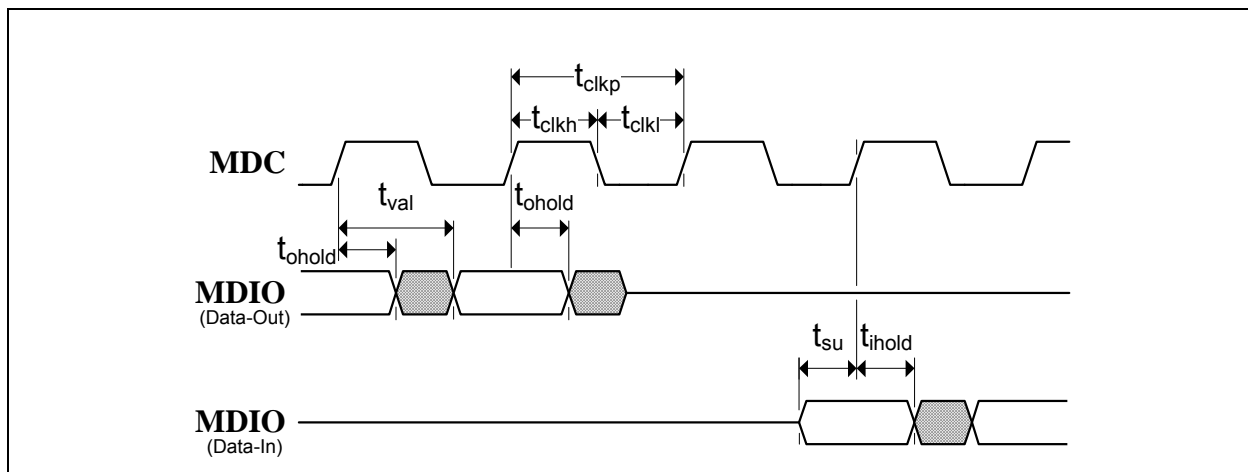 tclkp
tclkh tclkl
MDC
tval
tohold
tohold
MDIO
(Data-Out)
tsu tihold
MDIO
(Data-In)